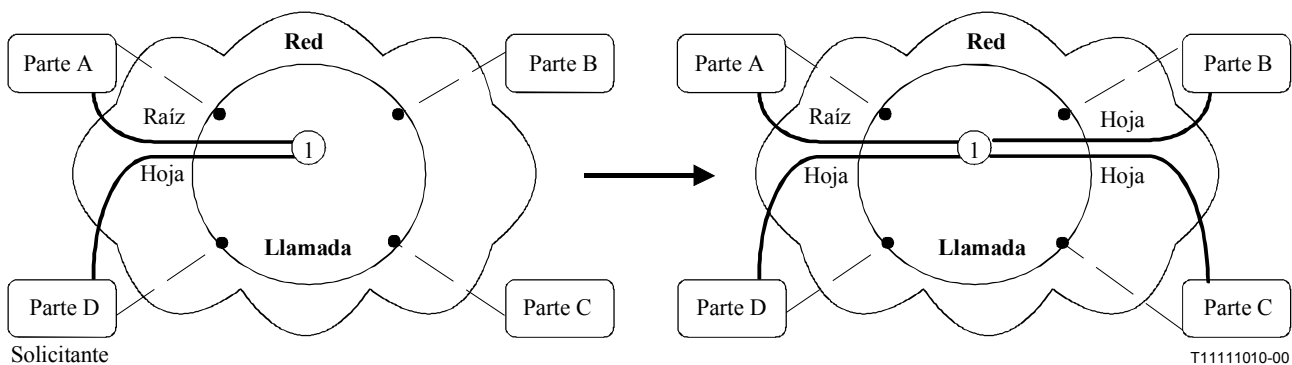 Red
Parte A
Parte B
Raíz
1
Hoja
Llamada
Parte D
Parte C
Solicitante
Red
Parte A
Parte B
Raíz
Hoja
1
Hoja
Hoja
Llamada
Parte D
Parte C
T11111010-00